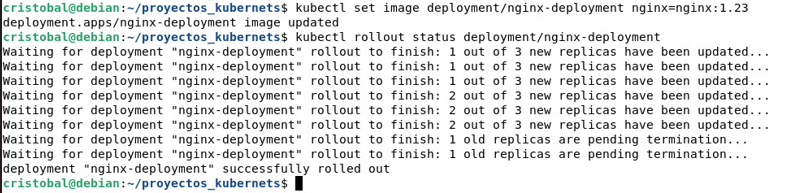 cristobal@debian:~/proyectos_kubernets$ kubectl set image deployment/nginx-deployment nginx=nginx:1.23
deployment.apps/nginx-deployment image updated
cristobal@debian:~/proyectos_kubernets$ kubectl rollout status deployment/nginx-deployment
Waiting for deployment "nginx-deployment" rollout to finish: 1 out of 3 new replicas have been updated...
Waiting for deployment "nginx-deployment" rollout to finish: 1 out of 3 new replicas have been updated...
Waiting for deployment "nginx-deployment" rollout to finish: 1 out of 3 new replicas have been updated...
Waiting for deployment "nginx-deployment" rollout to finish: 2 out of 3 new replicas have been updated...
Waiting for deployment "nginx-deployment" rollout to finish: 2 out of 3 new replicas have been updated...
Waiting for deployment "nginx-deployment" rollout to finish: 2 out of 3 new replicas have been updated...
Waiting for deployment "nginx-deployment" rollout to finish: 1 old replicas are pending termination...
Waiting for deployment "nginx-deployment" rollout to finish: 1 old replicas are pending termination...
deployment "nginx-deployment" successfully rolled out
cristobal@debian:~/proyectos_kubernets$